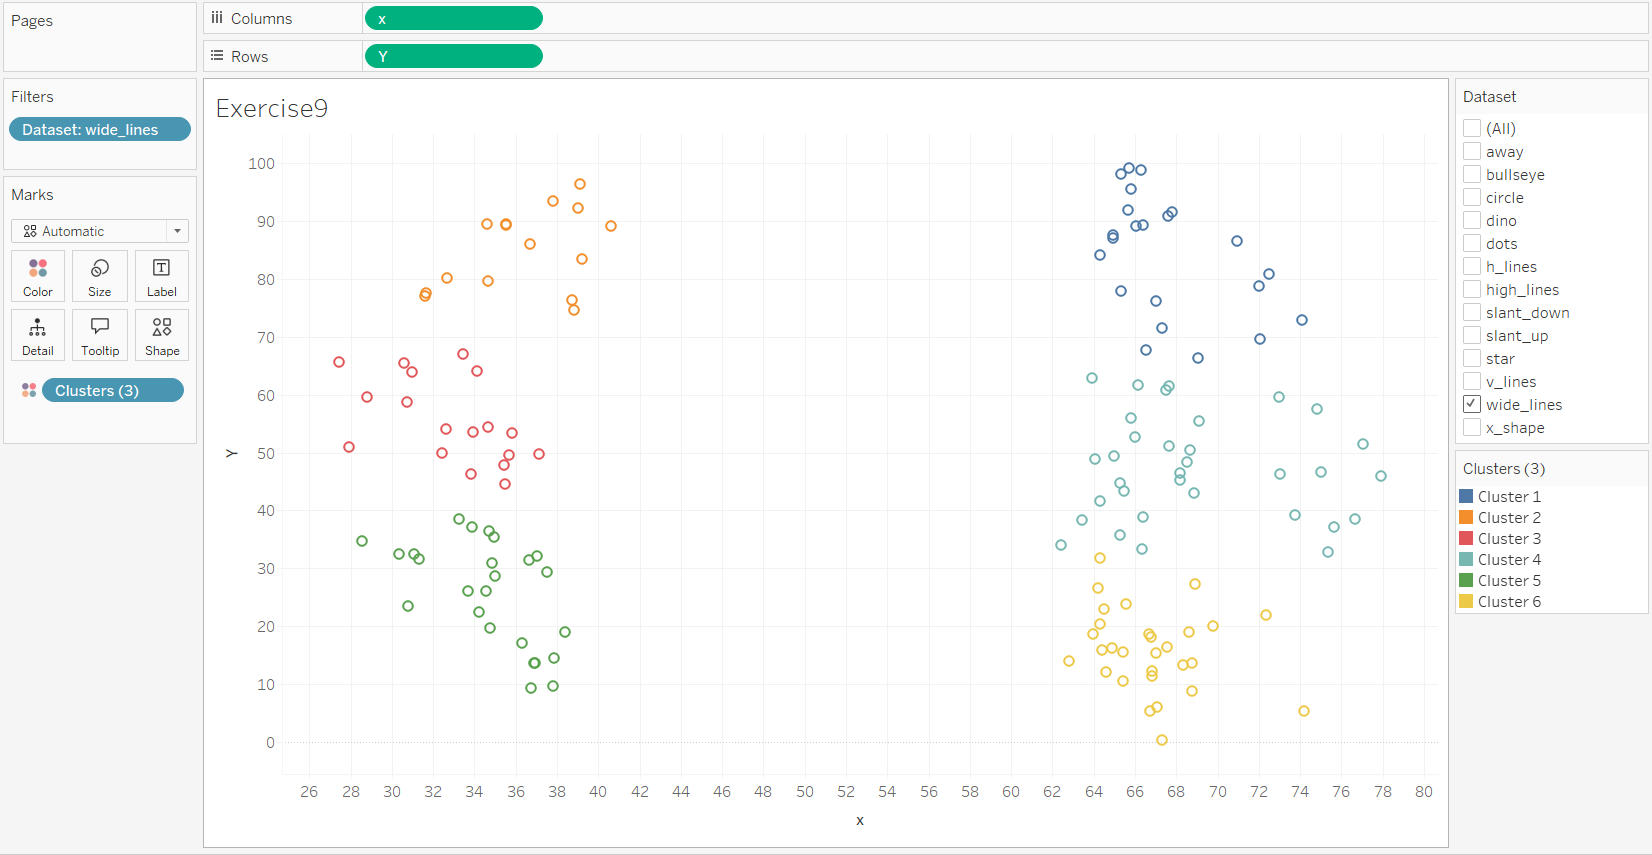 Pages
Columns
x
Rows
Y
Filters
Dataset: wide_lines
Marks
Automatic
Color
Size
Label
Detail
Tooltip
Shape
Clusters (3)
Exercise9
100
90
80
70
60
50
40
30
20
10
0
Y
26 28 30 32 34 36 38 40 42 44 46 48 50 52 54 56 58 60 62 64 66 68 70 72 74 76 78 80
x
Dataset
(All)
away
bullseye
circle
dino
dots
h_lines
high_lines
slant_down
slant_up
star
v_lines
wide_lines
x_shape
Clusters (3)
Cluster 1
Cluster 2
Cluster 3
Cluster 4
Cluster 5
Cluster 6